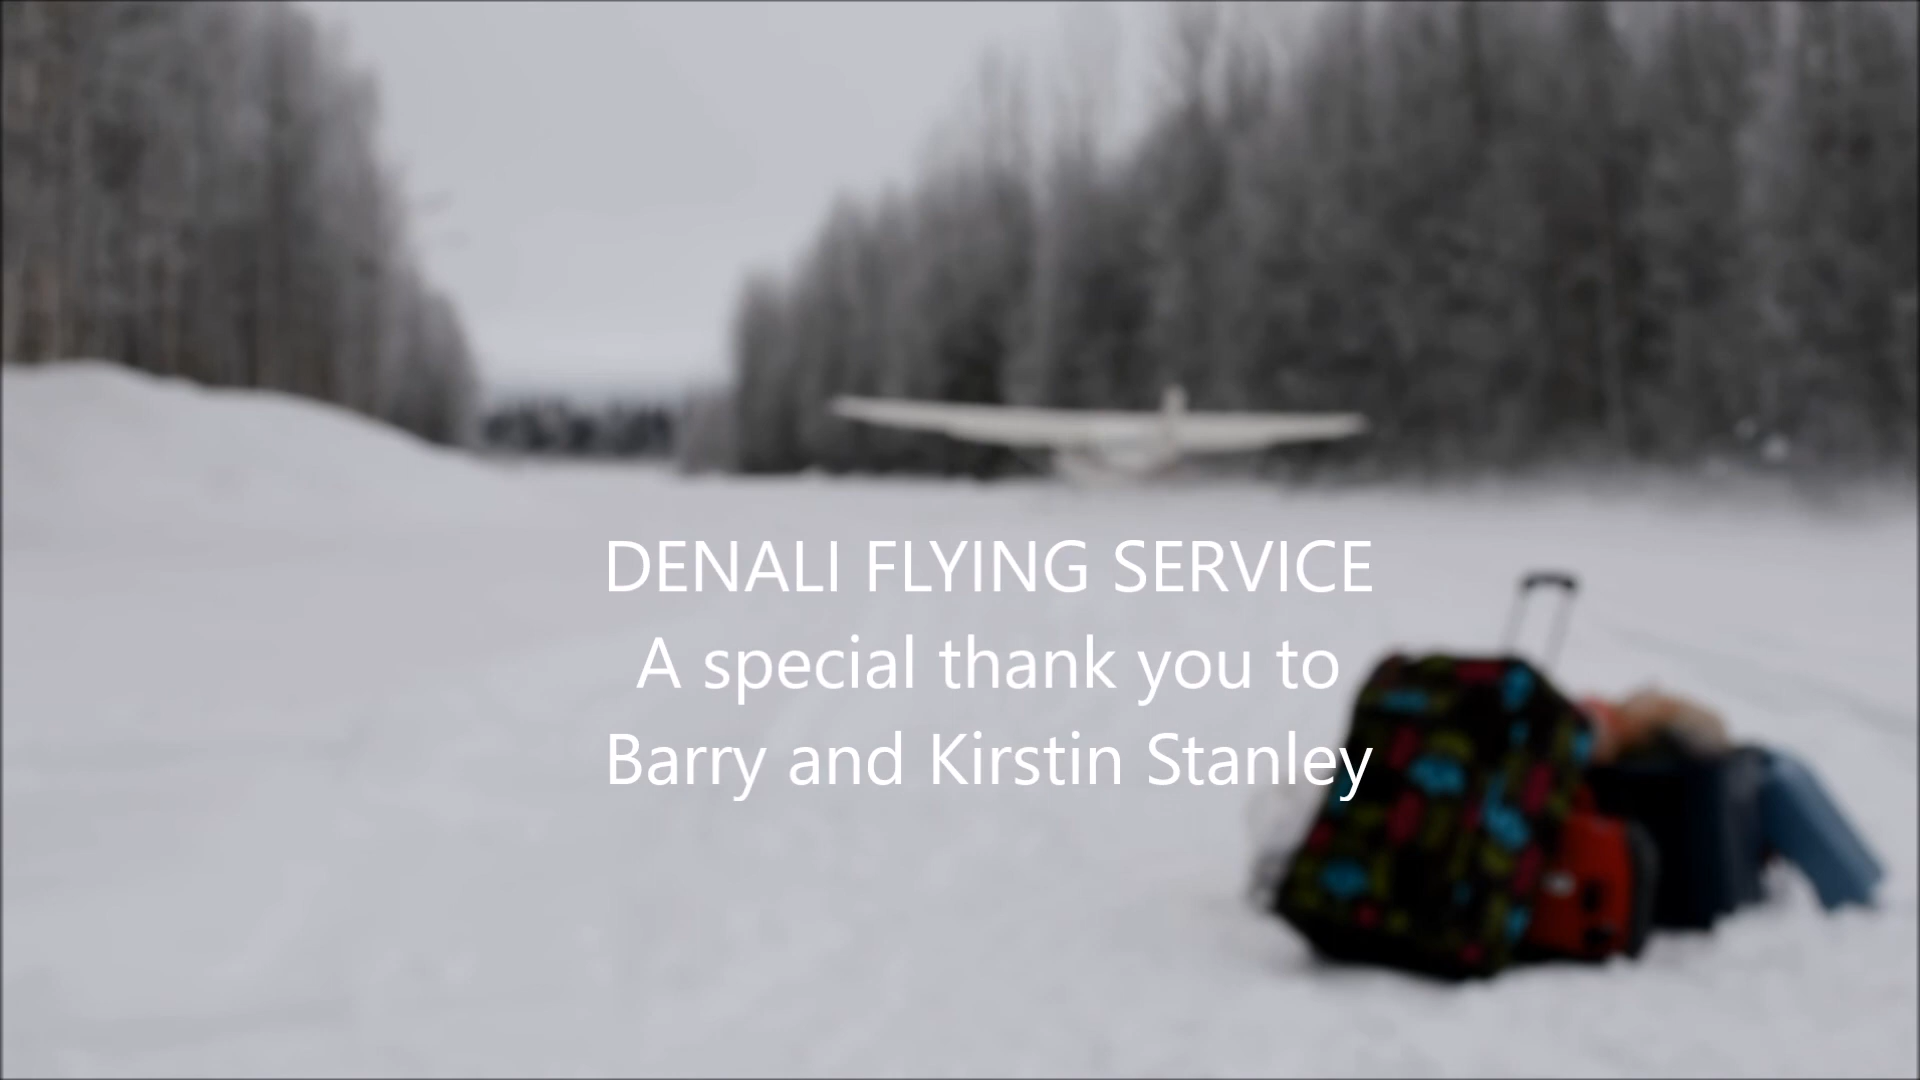 DENALI FLYING SERVICE
A special thank you to
Barry and Kirstin Stanley